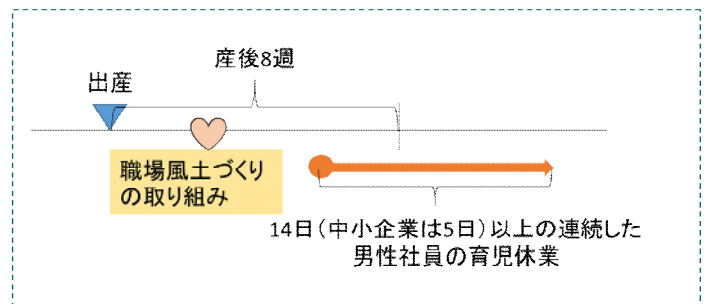 産後8週
出産
職場風土づくり
の取り組み
14日（中小企業は5日）以上の連続した
男性社員の育児休業